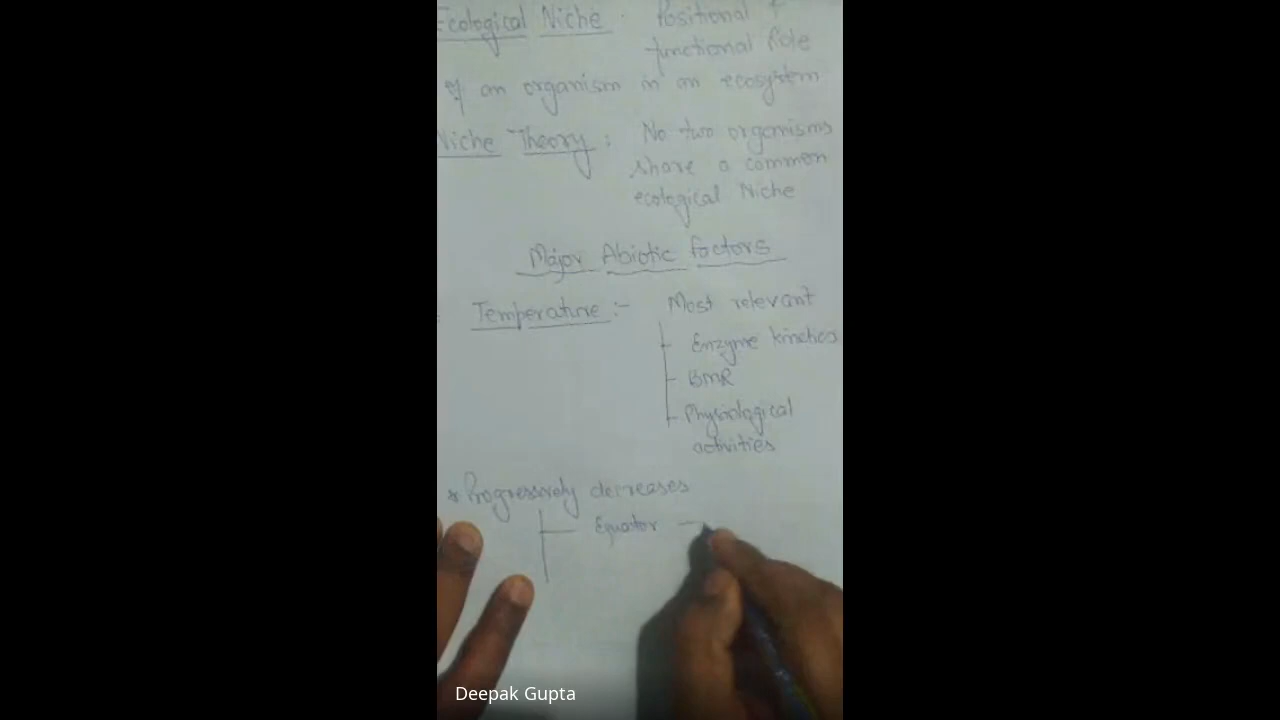 Ecological Niche : Positional +
functional Role
of an organism in an ecosystem
Niche Theory : No two organisms
share a common
ecological Niche
Major Abiotic factors
Temperature :- Most relevant
Enzyme kinetics
BMR
Physiological
activities
* Progressively decreases
Equator —
Deepak Gupta